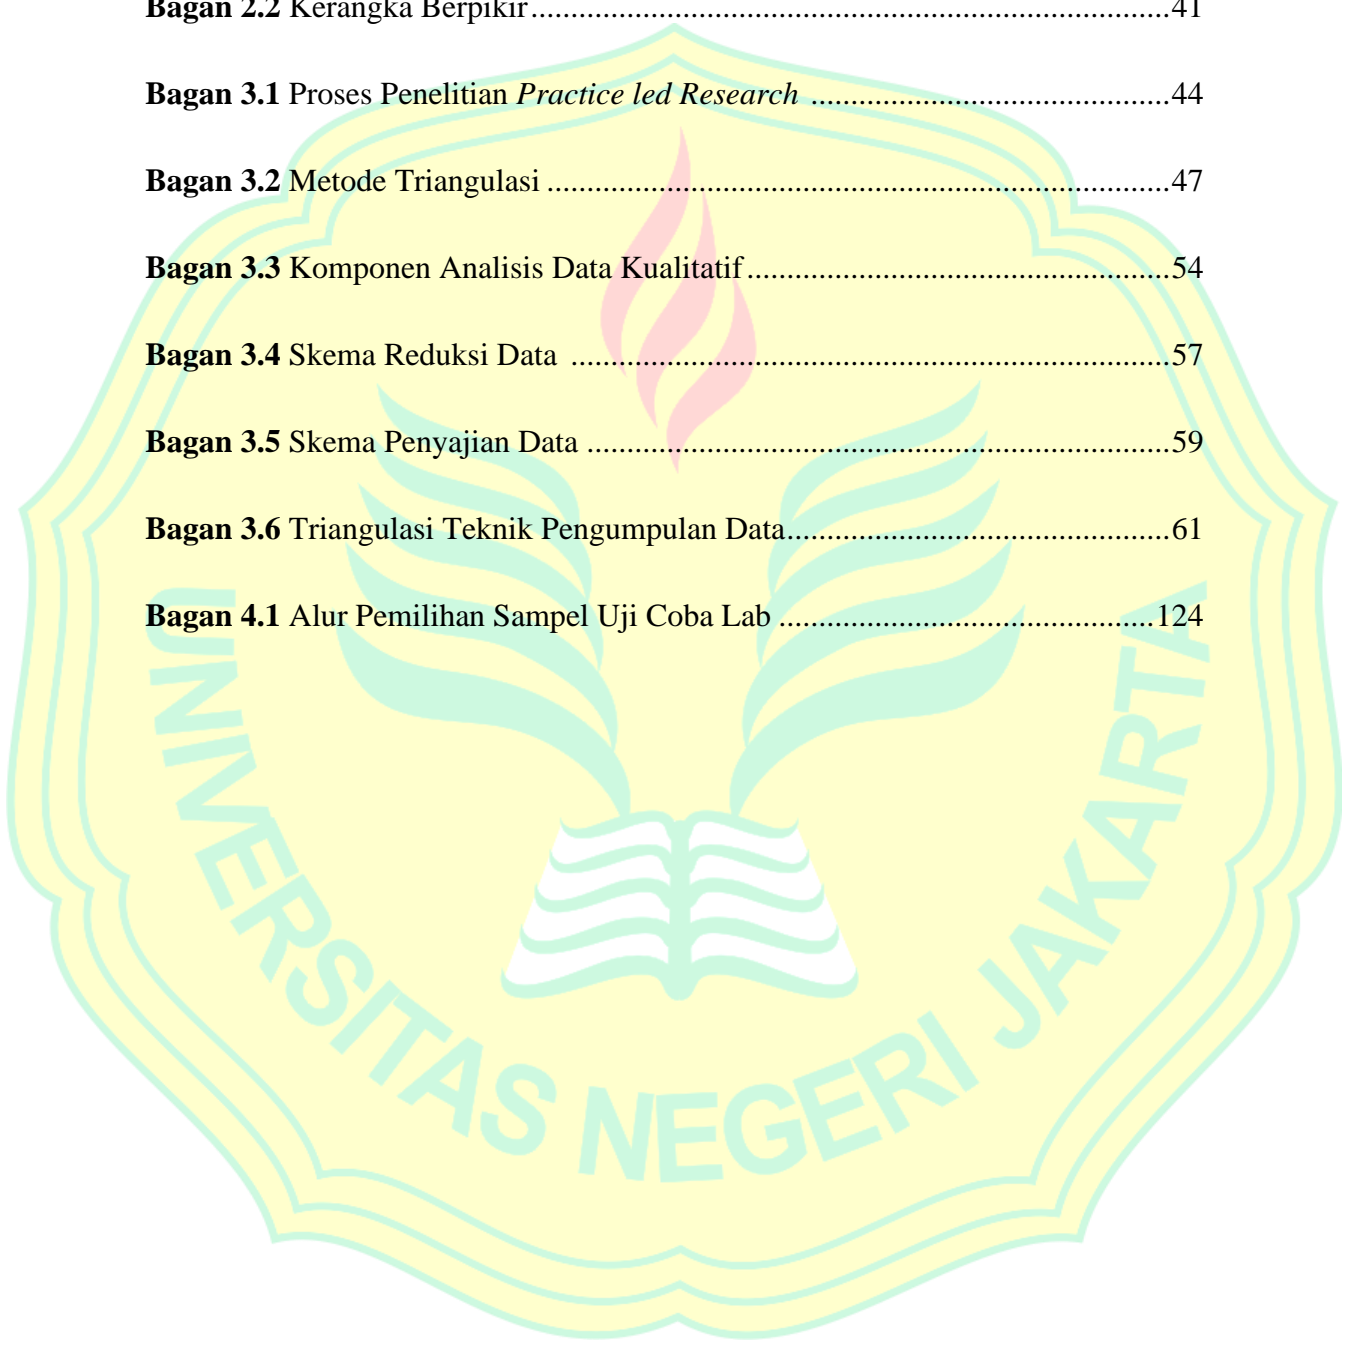 Bagan 2.2 Kerangka Berpikir.................................................................................41
Bagan 3.1 Proses Penelitian Practice led Research ..............................................44
Bagan 3.2 Metode Triangulasi ...............................................................................47
Bagan 3.3 Komponen Analisis Data Kualitatif......................................................54
Bagan 3.4 Skema Reduksi Data ............................................................................57
Bagan 3.5 Skema Penyajian Data ..........................................................................59
Bagan 3.6 Triangulasi Teknik Pengumpulan Data.................................................61
Bagan 4.1 Alur Pemilihan Sampel Uji Coba Lab ................................................124
UNIVERSITAS NEGERI JAKARTA